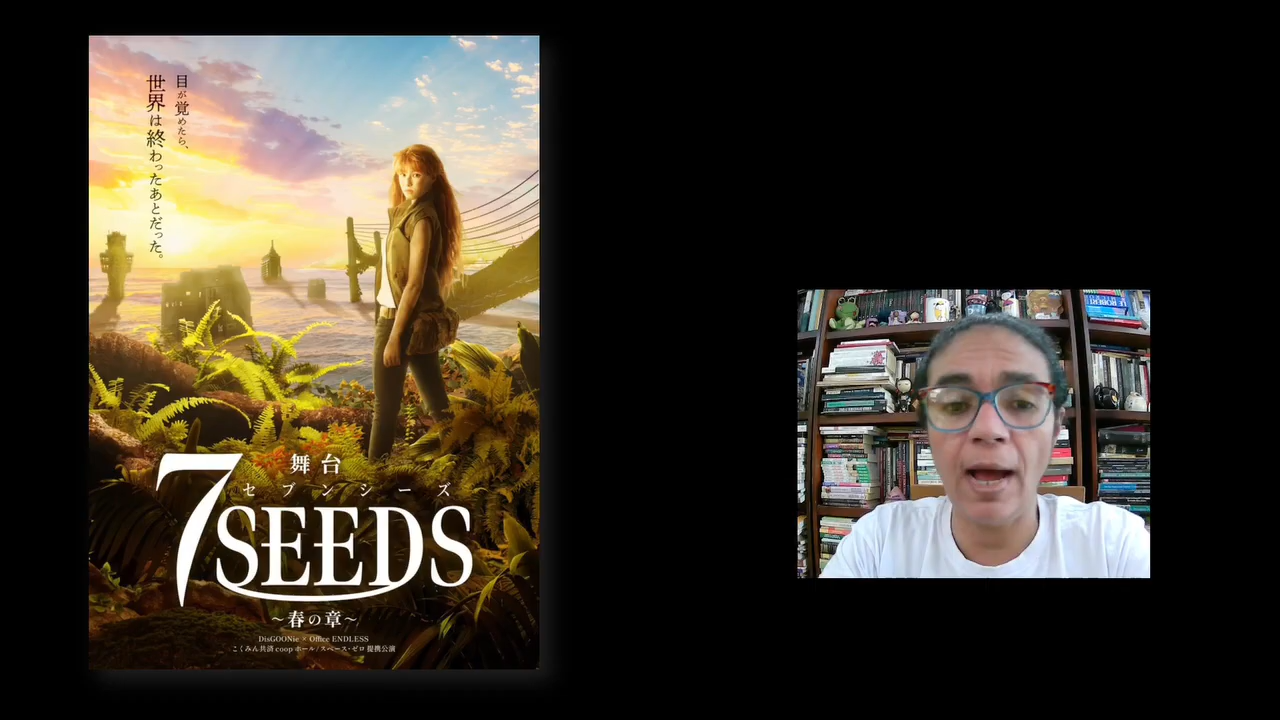 目が覚めたら、
世界は終わったあとだった。
舞台
セブンシーズ
7SEEDS
～春の章～
DisGOONie × Office ENDLESS
こくみん共済 coop ホール/スペース・ゼロ 提携公演
LE ROBERT